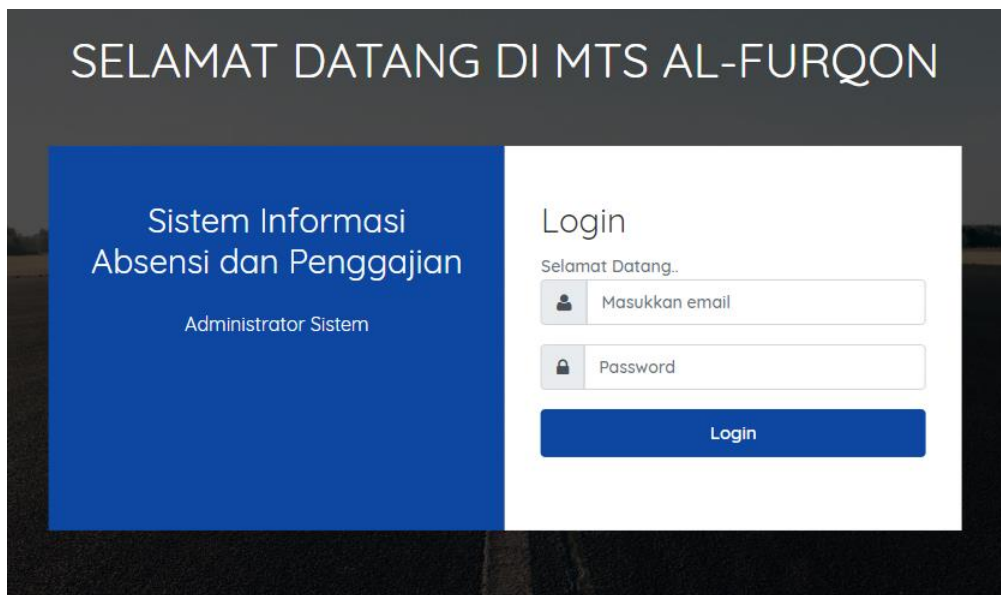 SELAMAT DATANG DI MTS AL-FURQON
Sistem Informasi
Absensi dan Penggajian
Administrator Sistem
Login
Selamat Datang..
Masukkan email
Password
Login